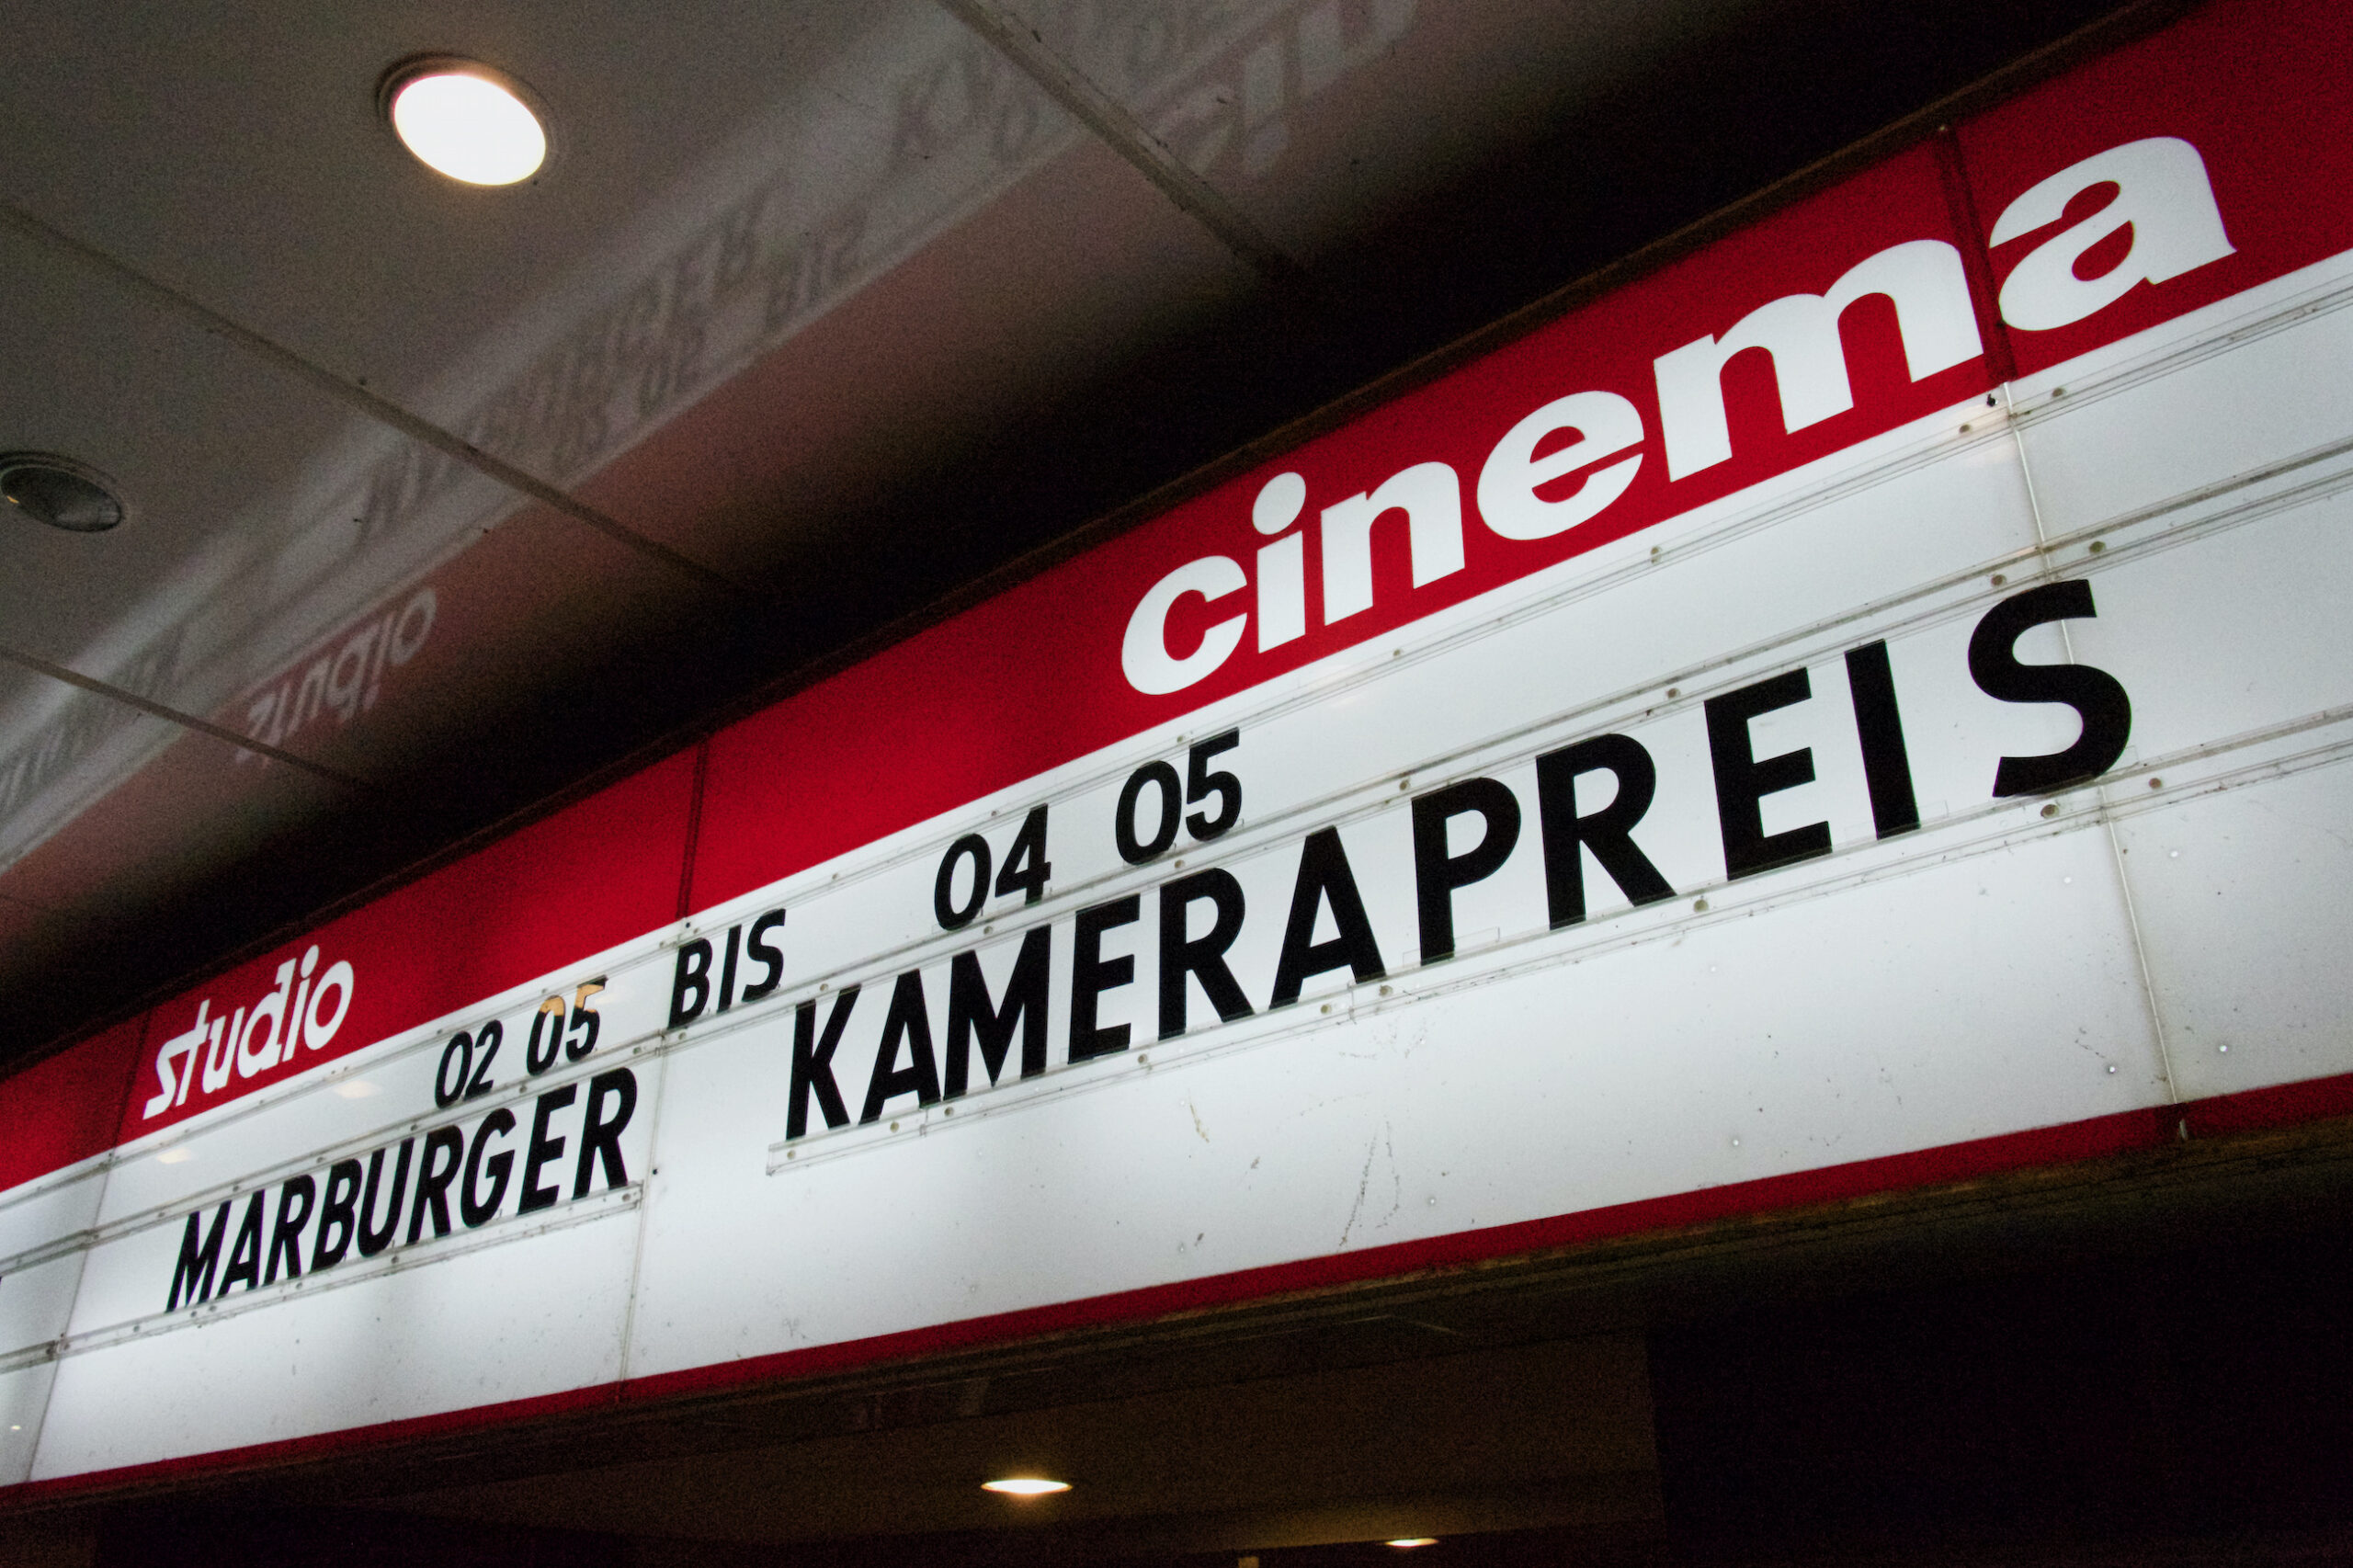 studio cinema
02 05 BIS 04 05
MARBURGER KAMERAPREIS